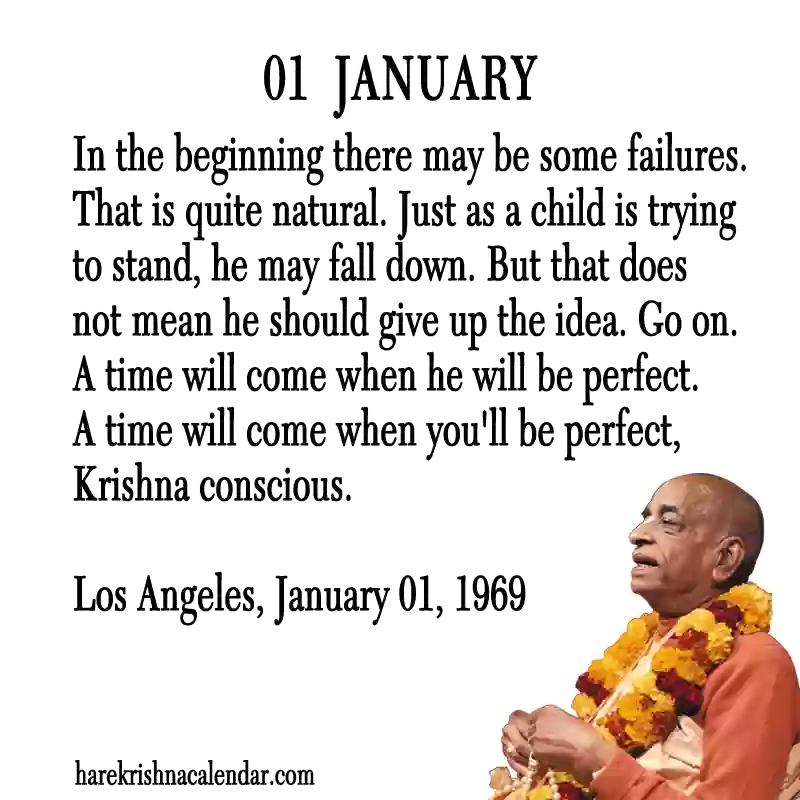 01 JANUARY
In the beginning there may be some failures.
That is quite natural. Just as a child is trying
to stand, he may fall down. But that does
not mean he should give up the idea. Go on.
A time will come when he will be perfect.
A time will come when you'll be perfect,
Krishna conscious.
Los Angeles, January 01, 1969
harekrishnacalendar.com